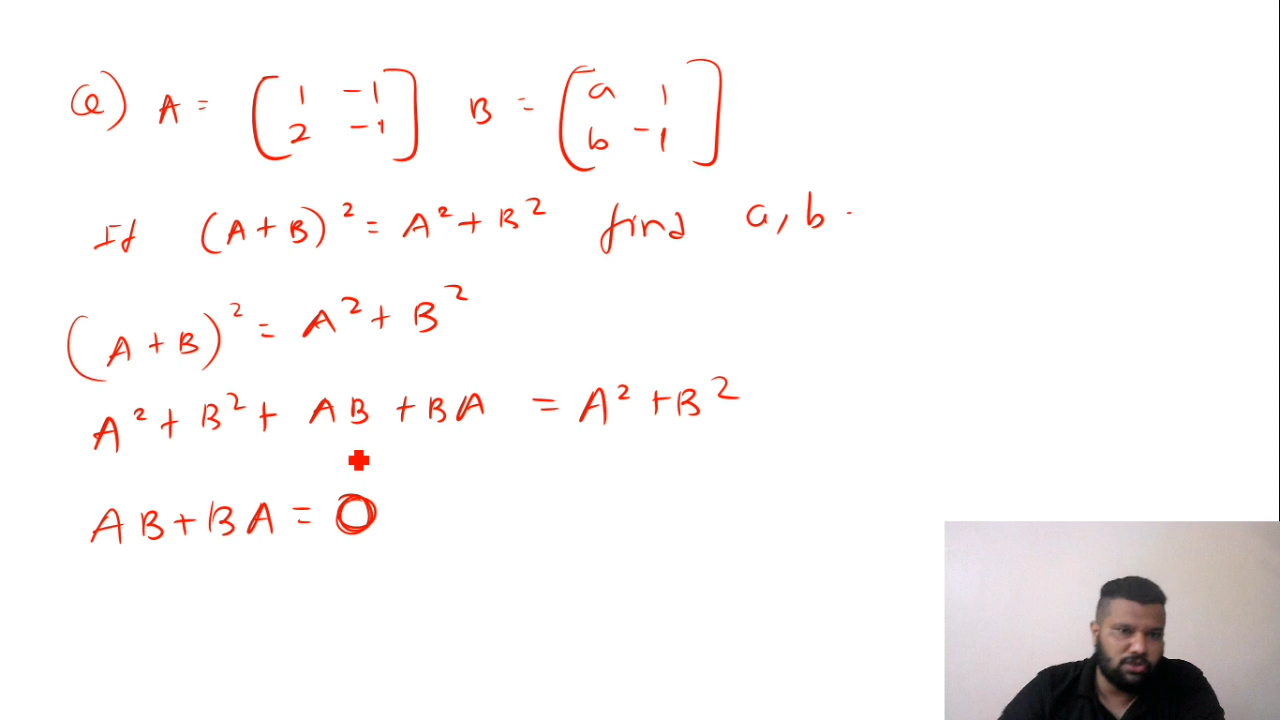 Q) A = [1 -1 2 -1] B = [a 1 b -1]
If (A+B)² = A² + B² find a, b.
(A+B)² = A² + B²
A² + B² + AB + BA = A² + B²
AB + BA = O